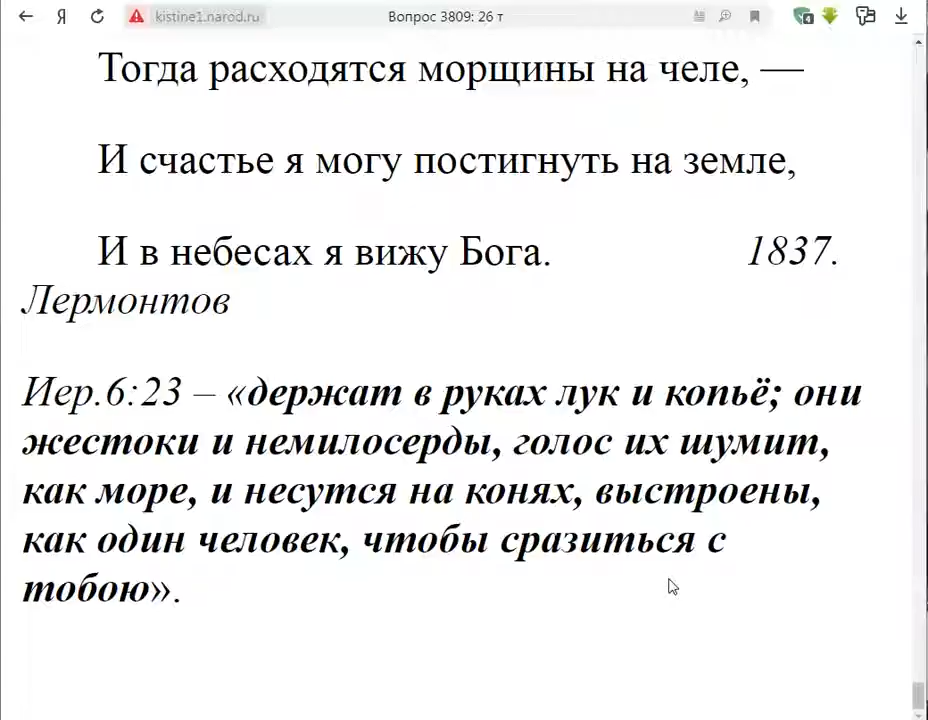 Я kistine1.narod.ru Вопрос 3809: 26 т 4
Тогда расходятся морщины на челе, —
И счастье я могу постигнуть на земле,
И в небесах я вижу Бога. 1837.
Лермонтов
Иер.6:23 – «держат в руках лук и копьё; они
жестоки и немилосерды, голос их шумит,
как море, и несутся на конях, выстроены,
как один человек, чтобы сразиться с
тобою».